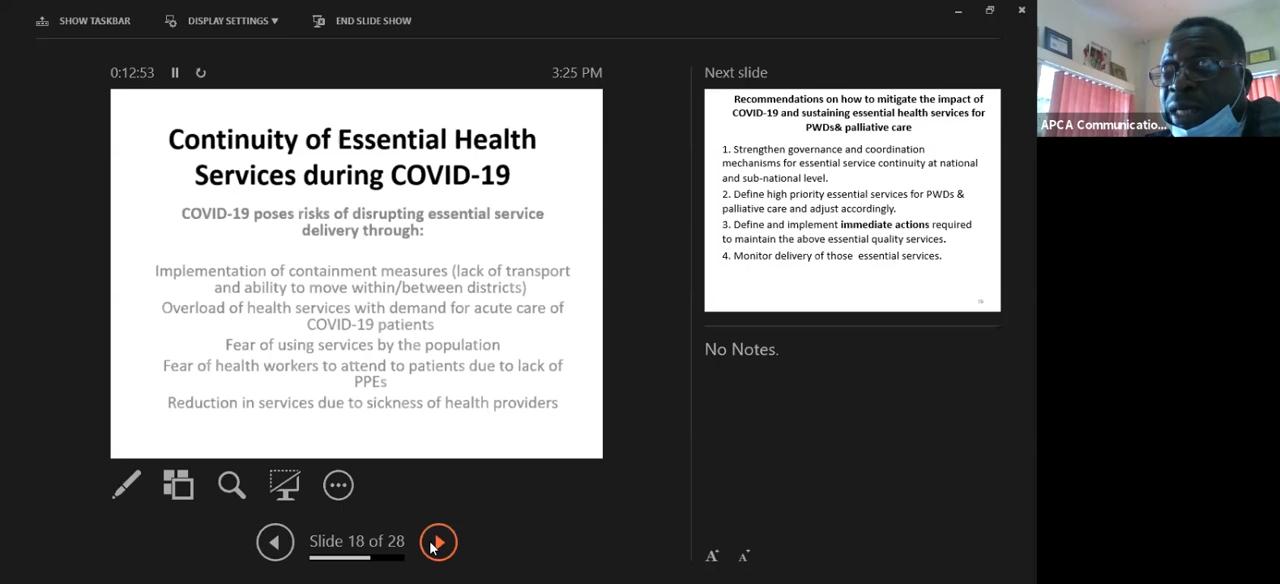 SHOW TASKBAR
DISPLAY SETTINGS ▼
END SLIDE SHOW
0:12:53
3:25 PM
Continuity of Essential Health
Services during COVID-19
COVID-19 poses risks of disrupting essential service
delivery through:
Implementation of containment measures (lack of transport
and ability to move within/between districts)
Overload of health services with demand for acute care of
COVID-19 patients
Fear of using services by the population
Fear of health workers to attend to patients due to lack of
PPEs
Reduction in services due to sickness of health providers
Slide 18 of 28
Next slide
Recommendations on how to mitigate the impact of
COVID-19 and sustaining essential health services for
PWDs& palliative care
1. Strengthen governance and coordination
mechanisms for essential service continuity at national
and sub-national level.
2. Define high priority essential services for PWDs &
palliative care and adjust accordingly.
3. Define and implement immediate actions required
to maintain the above essential quality services.
4. Monitor delivery of those essential services.
No Notes.
A A
APCA Communicatio...